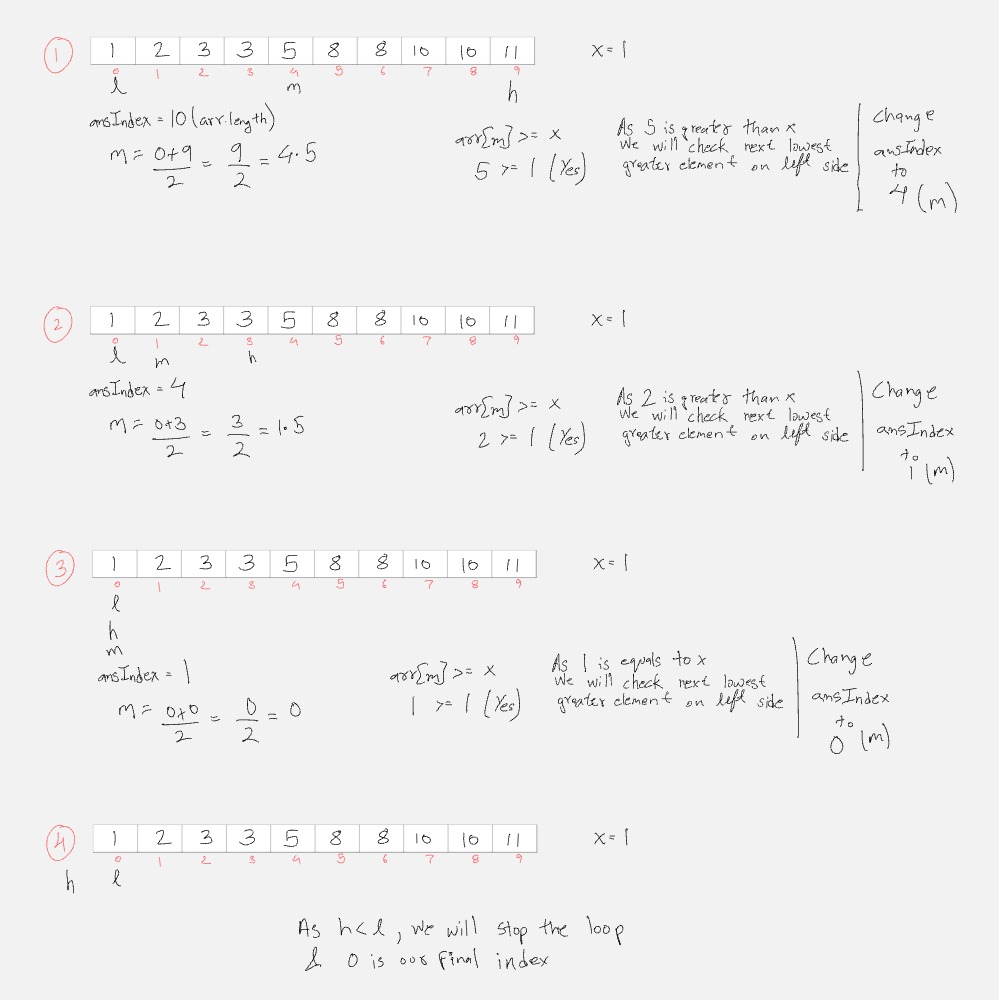 1 1 2 3 3 5 8 8 10 10 11 x = 1
0 1 2 3 4 5 6 7 8 9
l m h
ansIndex = 10 (arr.length)
m = 0+9/2 = 9/2 = 4.5
arr[m] >= x
5 >= 1 (Yes)
As 5 is greater than x
We will check next lowest
greater element on left side
Change
ansIndex
to
4 (m)
2 1 2 3 3 5 8 8 10 10 11 x = 1
0 1 2 3 4 5 6 7 8 9
l m h
ansIndex = 4
m = 0+3/2 = 3/2 = 1.5
arr[m] >= x
2 >= 1 (Yes)
As 2 is greater than x
We will check next lowest
greater element on left side
Change
ansIndex
to
1 (m)
3 1 2 3 3 5 8 8 10 10 11 x = 1
0 1 2 3 4 5 6 7 8 9
l
h
m
ansIndex = 1
m = 0+0/2 = 0/2 = 0
arr[m] >= x
1 >= 1 (Yes)
As 1 is equals to x
We will check next lowest
greater element on left side
Change
ansIndex
to
0 (m)
4 1 2 3 3 5 8 8 10 10 11 x = 1
0 1 2 3 4 5 6 7 8 9
h l
As h < l, we will stop the loop
& 0 is our final index